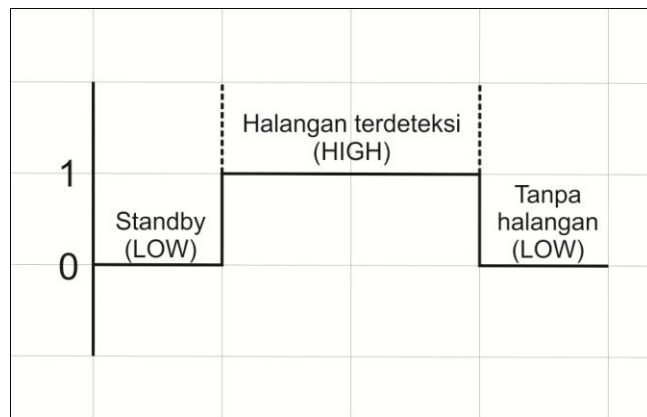 Halangan terdeteksi
(HIGH)
1
Standby
(LOW)
Tanpa
halangan
(LOW)
0